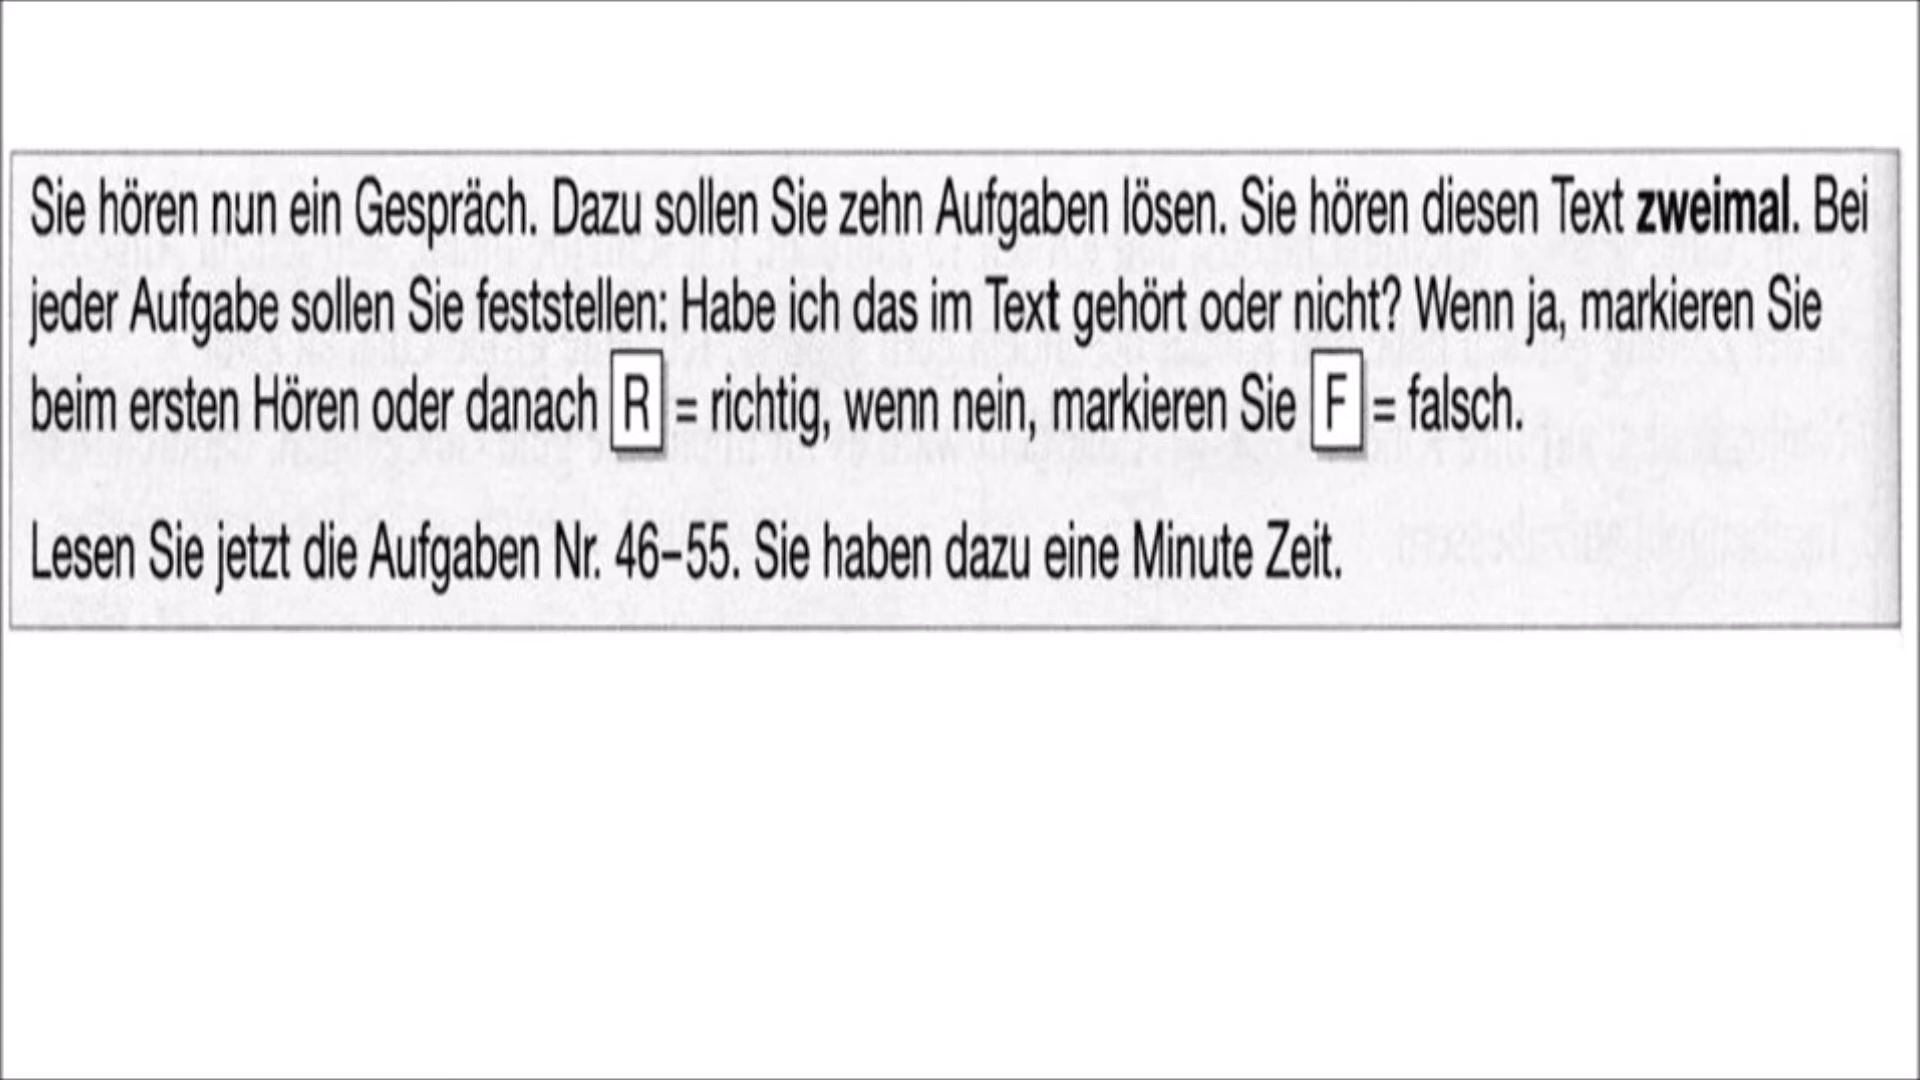 Sie hören nun ein Gespräch. Dazu sollen Sie zehn Aufgaben lösen. Sie hören diesen Text zweimal. Bei
jeder Aufgabe sollen Sie feststellen: Habe ich das im Text gehört oder nicht? Wenn ja, markieren Sie
beim ersten Hören oder danach R = richtig, wenn nein, markieren Sie F = falsch.
Lesen Sie jetzt die Aufgaben Nr. 46–55. Sie haben dazu eine Minute Zeit.